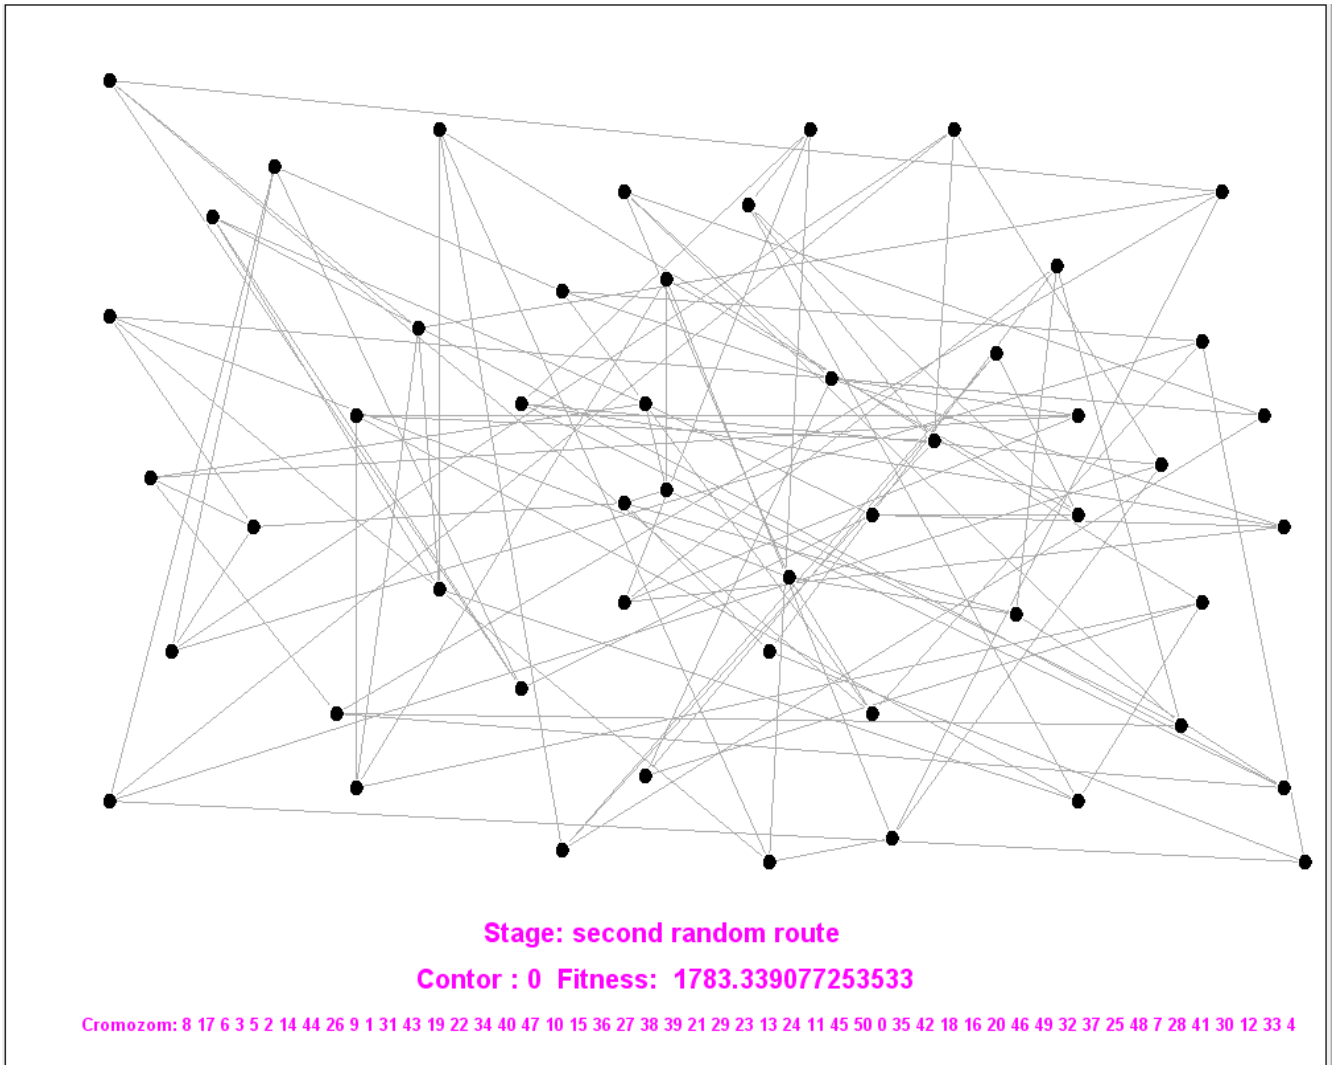 Stage: second random route
Contor : 0 Fitness: 1783.339077253533
Cromozom: 8 17 6 3 5 2 14 44 26 9 1 31 43 19 22 34 40 47 10 15 36 27 38 39 21 29 23 13 24 11 45 50 0 35 42 18 16 20 46 49 32 37 25 48 7 28 41 30 12 33 4